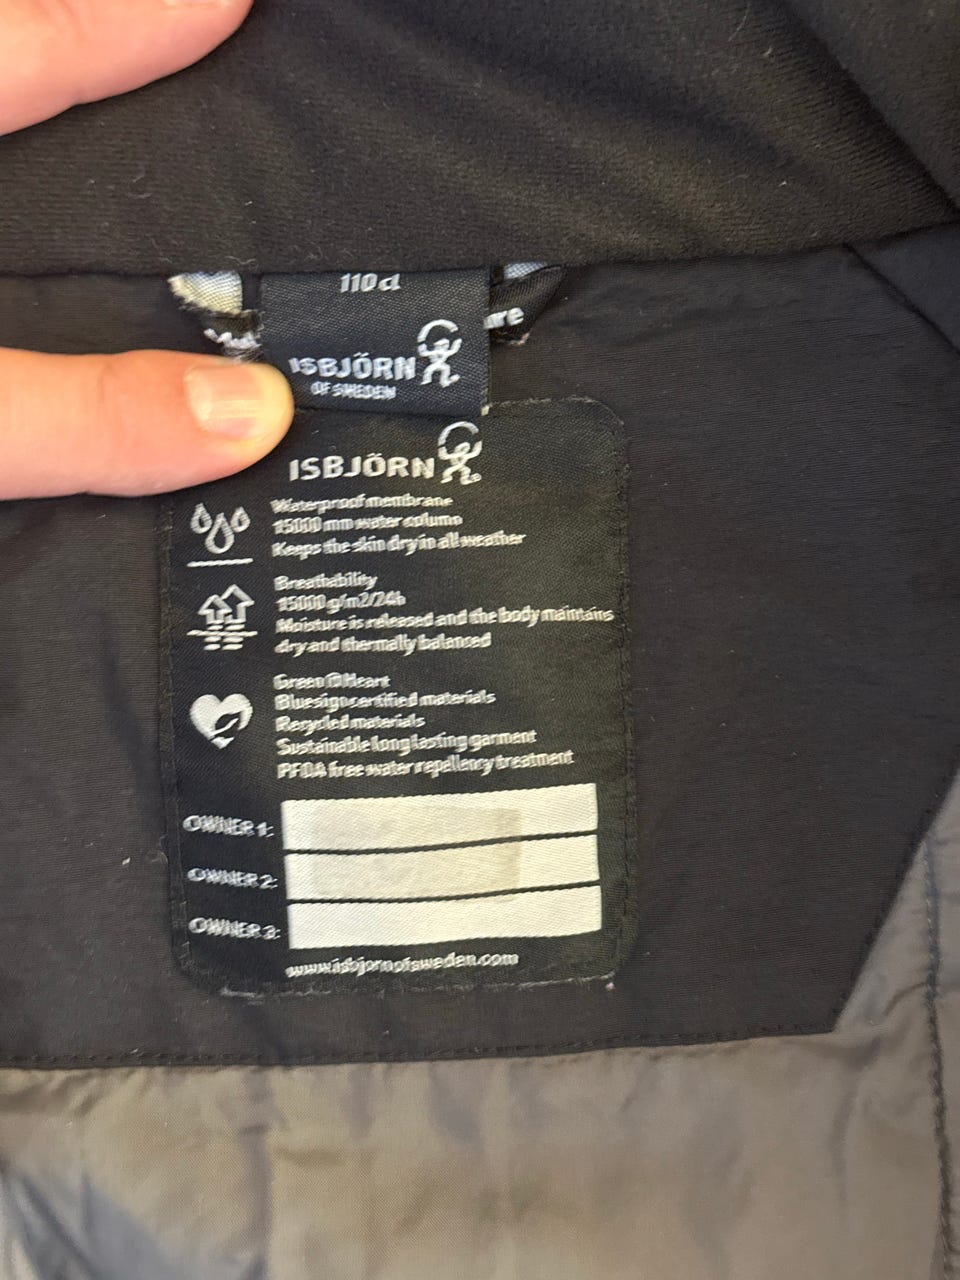 110cl
ISBJÖRN
OF SWEDEN
ISBJÖRN
Waterproof membrane
15000 mm water column
Keeps the skin dry in all weather
Breathability
15000 g/m2/24h
Moisture is released and the body maintains
dry and thermally balanced
Green@Heart
Bluesign certified materials
Recycled materials
Sustainable long lasting garment
PFOA free water repellency treatment
OWNER 1:
OWNER 2:
OWNER 3:
www.isbjornofsweden.com